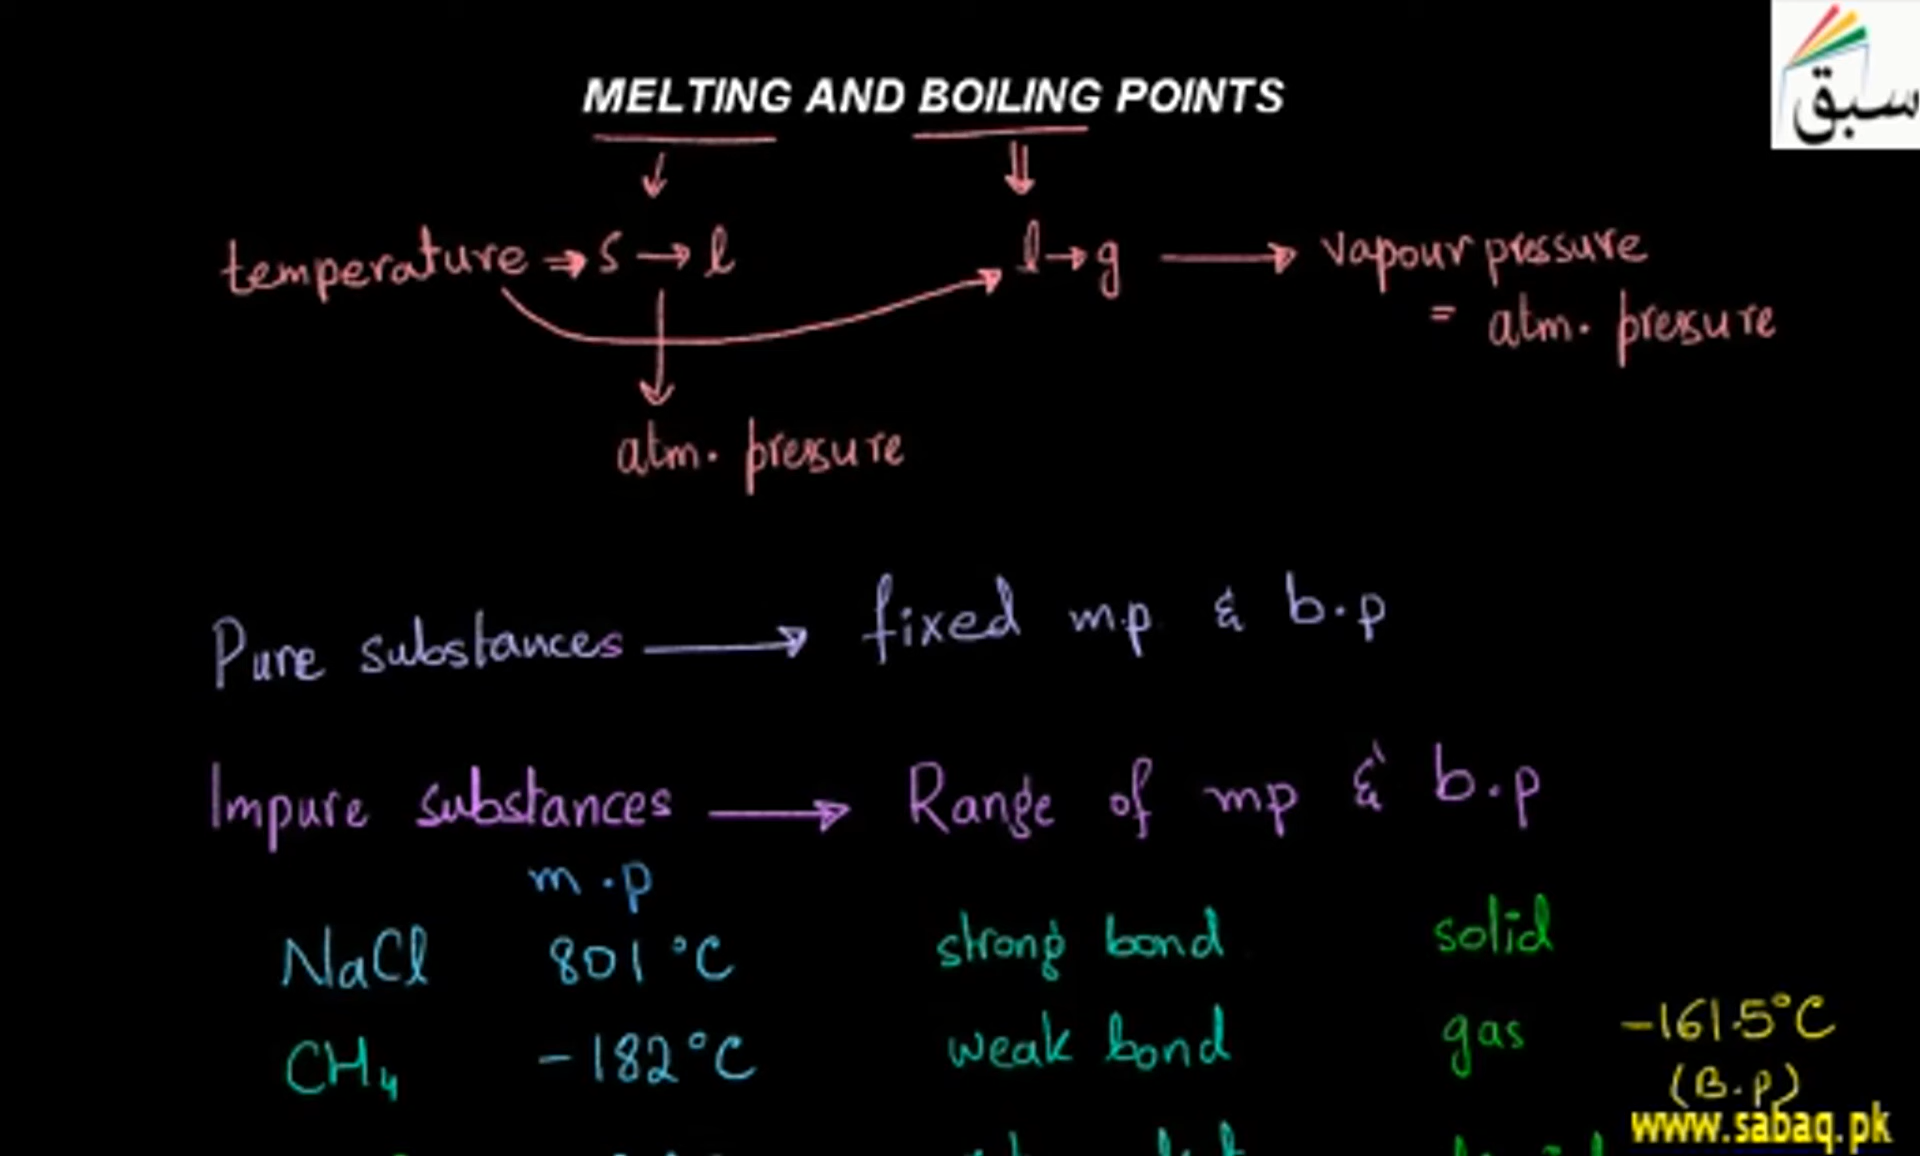 سبق
MELTING AND BOILING POINTS
temperature → s → l
l → g → vapour pressure
= atm. pressure
atm. pressure
Pure substances → fixed m.p & b.p
Impure substances → Range of mp & b.p
m.p
NaCl 801°C strong bond solid
CH₄ -182°C weak bond gas -161.5°C
(B.p)
www.sabaq.pk